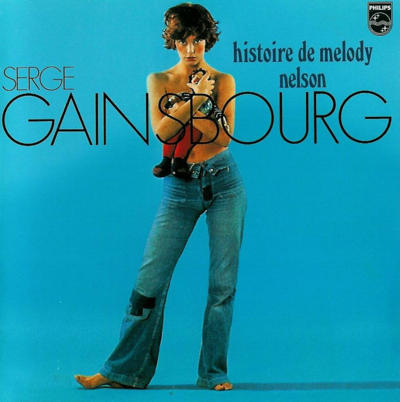 PHILIPS
histoire de melody
nelson
SERGE
GAINSBOURG